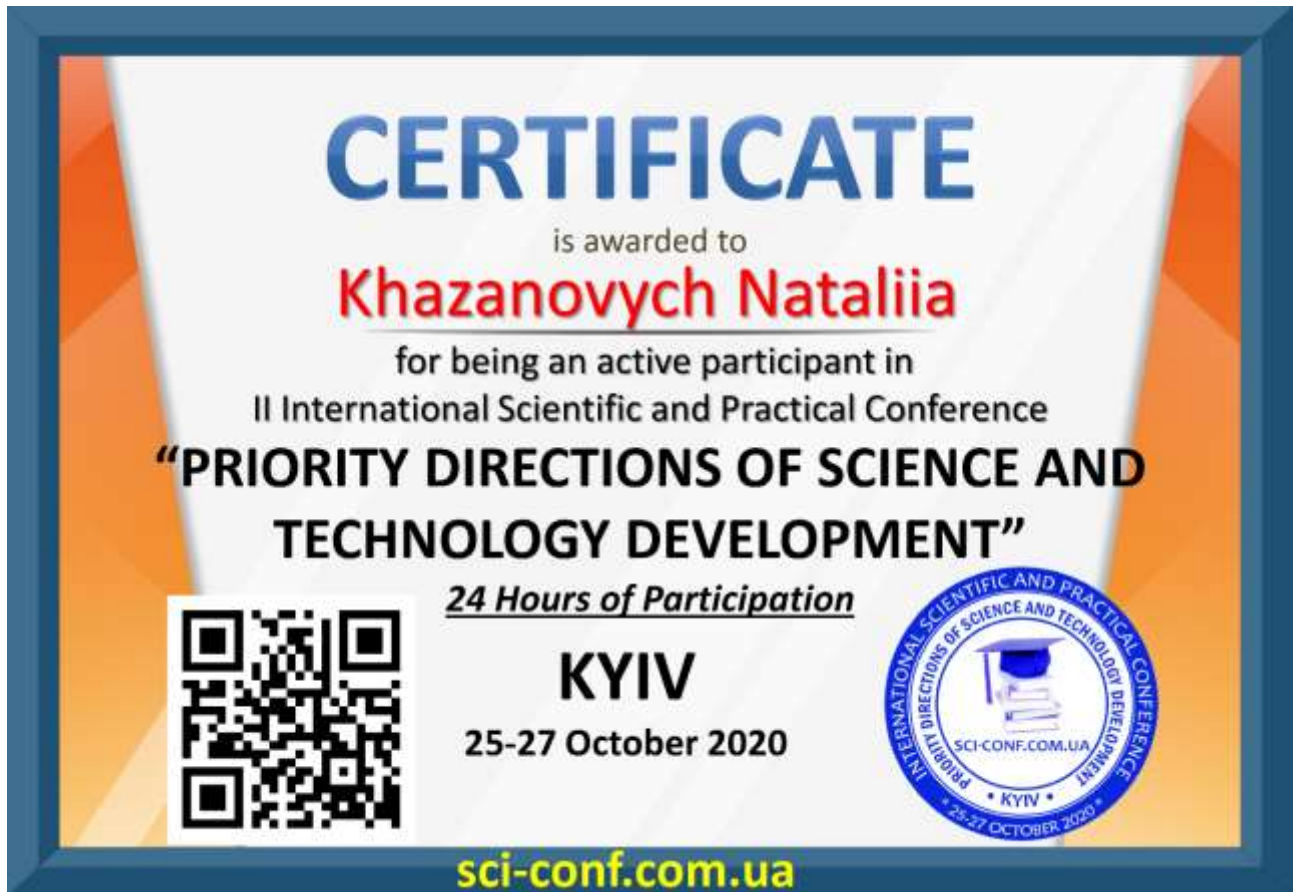 CERTIFICATE
is awarded to
Khazanovych Nataliia
for being an active participant in
II International Scientific and Practical Conference
“PRIORITY DIRECTIONS OF SCIENCE AND
TECHNOLOGY DEVELOPMENT”
24 Hours of Participation
KYIV
25-27 October 2020
INTERNATIONAL SCIENTIFIC AND PRACTICAL CONFERENCE
PRIORITY DIRECTIONS OF SCIENCE AND TECHNOLOGY DEVELOPMENT
SCI-CONF.COM.UA
• KYIV •
* 25-27 OCTOBER 2020 *
sci-conf.com.ua